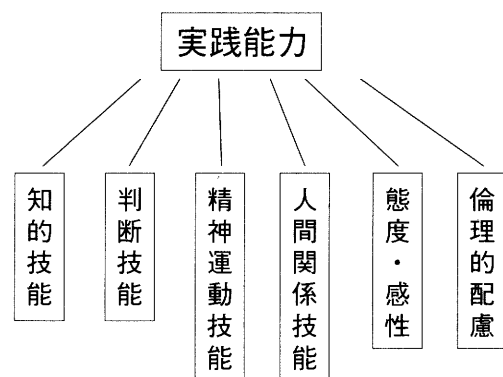 実践能力
知的技能
判断技能
精神運動技能
人間関係技能
態度・感性
倫理的配慮